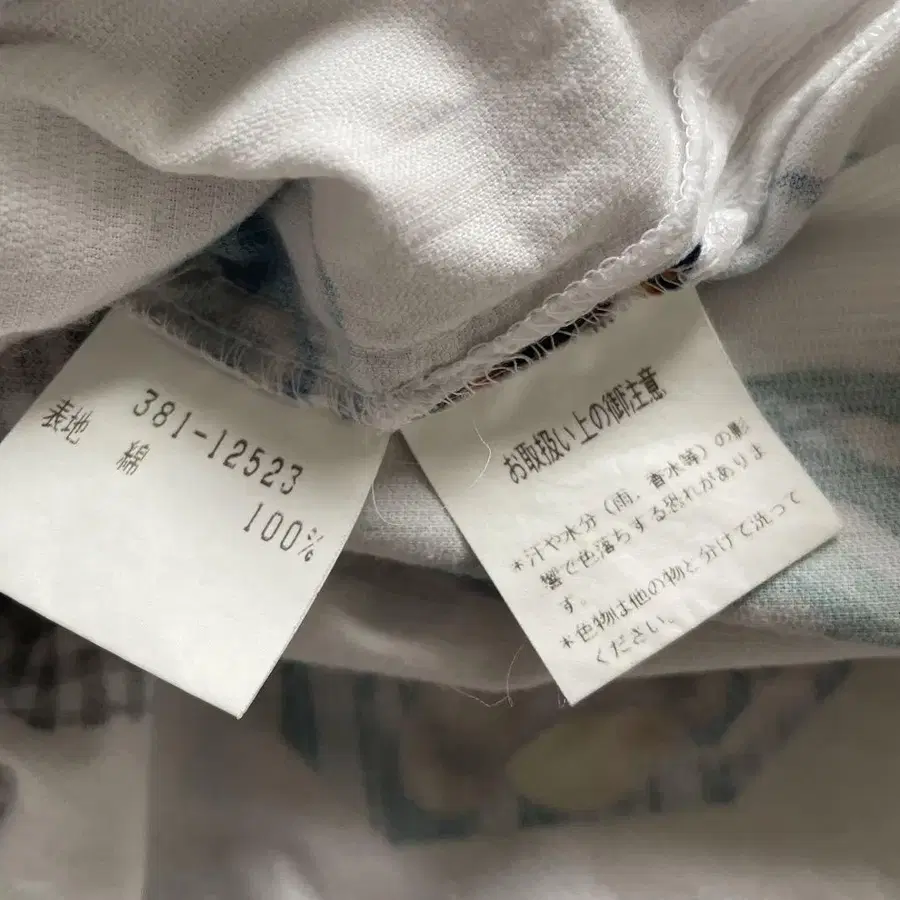 381-12523
表地 綿 100%
お取扱い上の御注意
*汗や水分（雨、香水等）の影
響で色落ちする恐れがありま
す。
*色物は他の物と分けて洗って
ください。